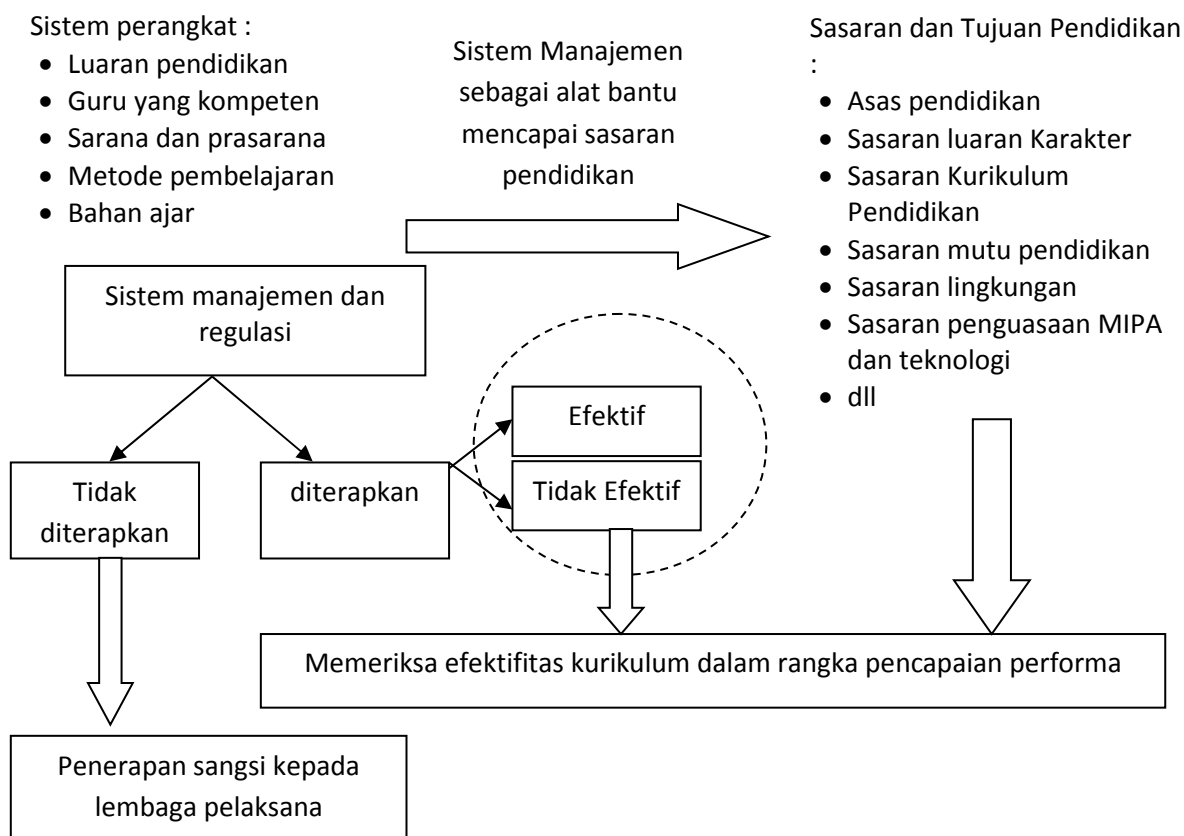 Sistem perangkat :
• Luaran pendidikan
• Guru yang kompeten
• Sarana dan prasarana
• Metode pembelajaran
• Bahan ajar
Sistem Manajemen
sebagai alat bantu
mencapai sasaran
pendidikan
Sasaran dan Tujuan Pendidikan
:
• Asas pendidikan
• Sasaran luaran Karakter
• Sasaran Kurikulum
Pendidikan
• Sasaran mutu pendidikan
• Sasaran lingkungan
• Sasaran penguasaan MIPA
dan teknologi
• dll
Sistem manajemen dan
regulasi
Tidak
diterapkan
diterapkan
Efektif
Tidak Efektif
Memeriksa efektifitas kurikulum dalam rangka pencapaian performa
Penerapan sangsi kepada
lembaga pelaksana